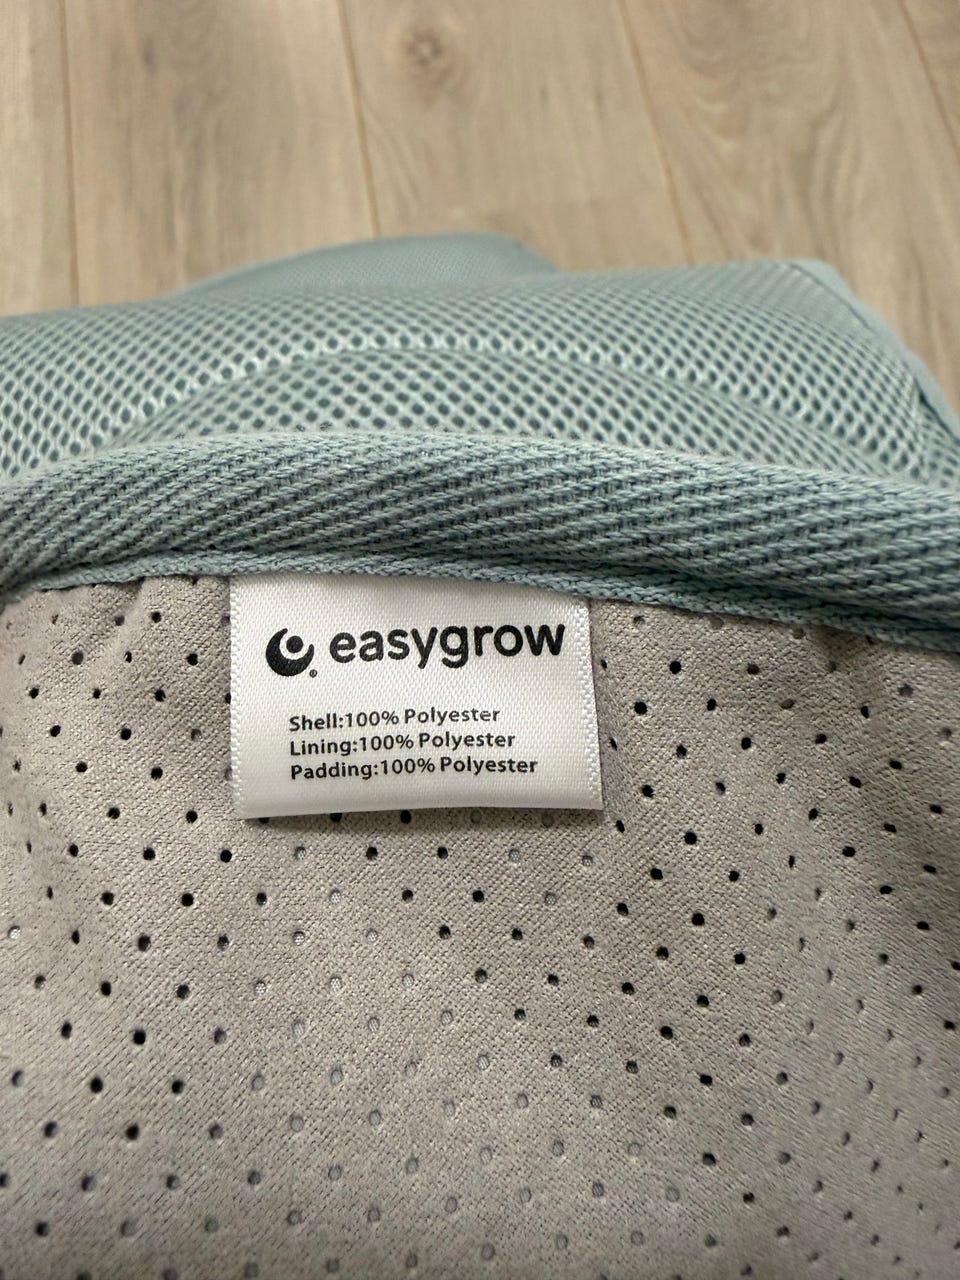 easygrow
®
Shell:100% Polyester
Lining:100% Polyester
Padding:100% Polyester